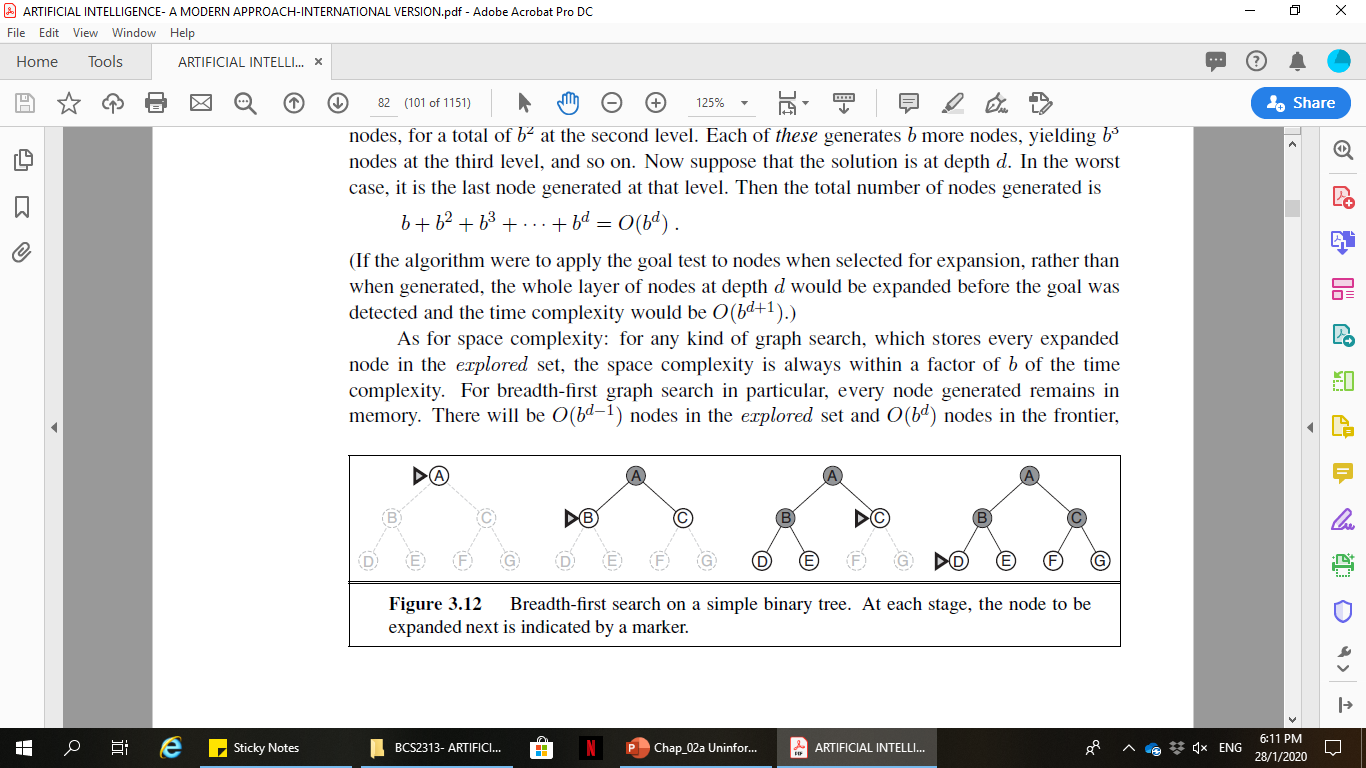 ARTIFICIAL INTELLIGENCE- A MODERN APPROACH-INTERNATIONAL VERSION.pdf - Adobe Acrobat Pro DC
File Edit View Window Help
Home Tools ARTIFICIAL INTELLI... ×
82 (101 of 1151) 125% Share
nodes, for a total of b² at the second level. Each of these generates b more nodes, yielding b³
nodes at the third level, and so on. Now suppose that the solution is at depth d. In the worst
case, it is the last node generated at that level. Then the total number of nodes generated is
b + b² + b³ + · · · + b^d = O(b^d) .
(If the algorithm were to apply the goal test to nodes when selected for expansion, rather than
when generated, the whole layer of nodes at depth d would be expanded before the goal was
detected and the time complexity would be O(b^{d+1}).)
As for space complexity: for any kind of graph search, which stores every expanded
node in the explored set, the space complexity is always within a factor of b of the time
complexity. For breadth-first graph search in particular, every node generated remains in
memory. There will be O(b^{d−1}) nodes in the explored set and O(b^d) nodes in the frontier,
A A A A
B C B C B C B C
D E F G D E F G D E F G D E F G
Figure 3.12 Breadth-first search on a simple binary tree. At each stage, the node to be
expanded next is indicated by a marker.
Sticky Notes BCS2313- ARTIFICI... N Chap_02a Uninfor... ARTIFICIAL INTELLI... ENG 6:11 PM
28/1/2020